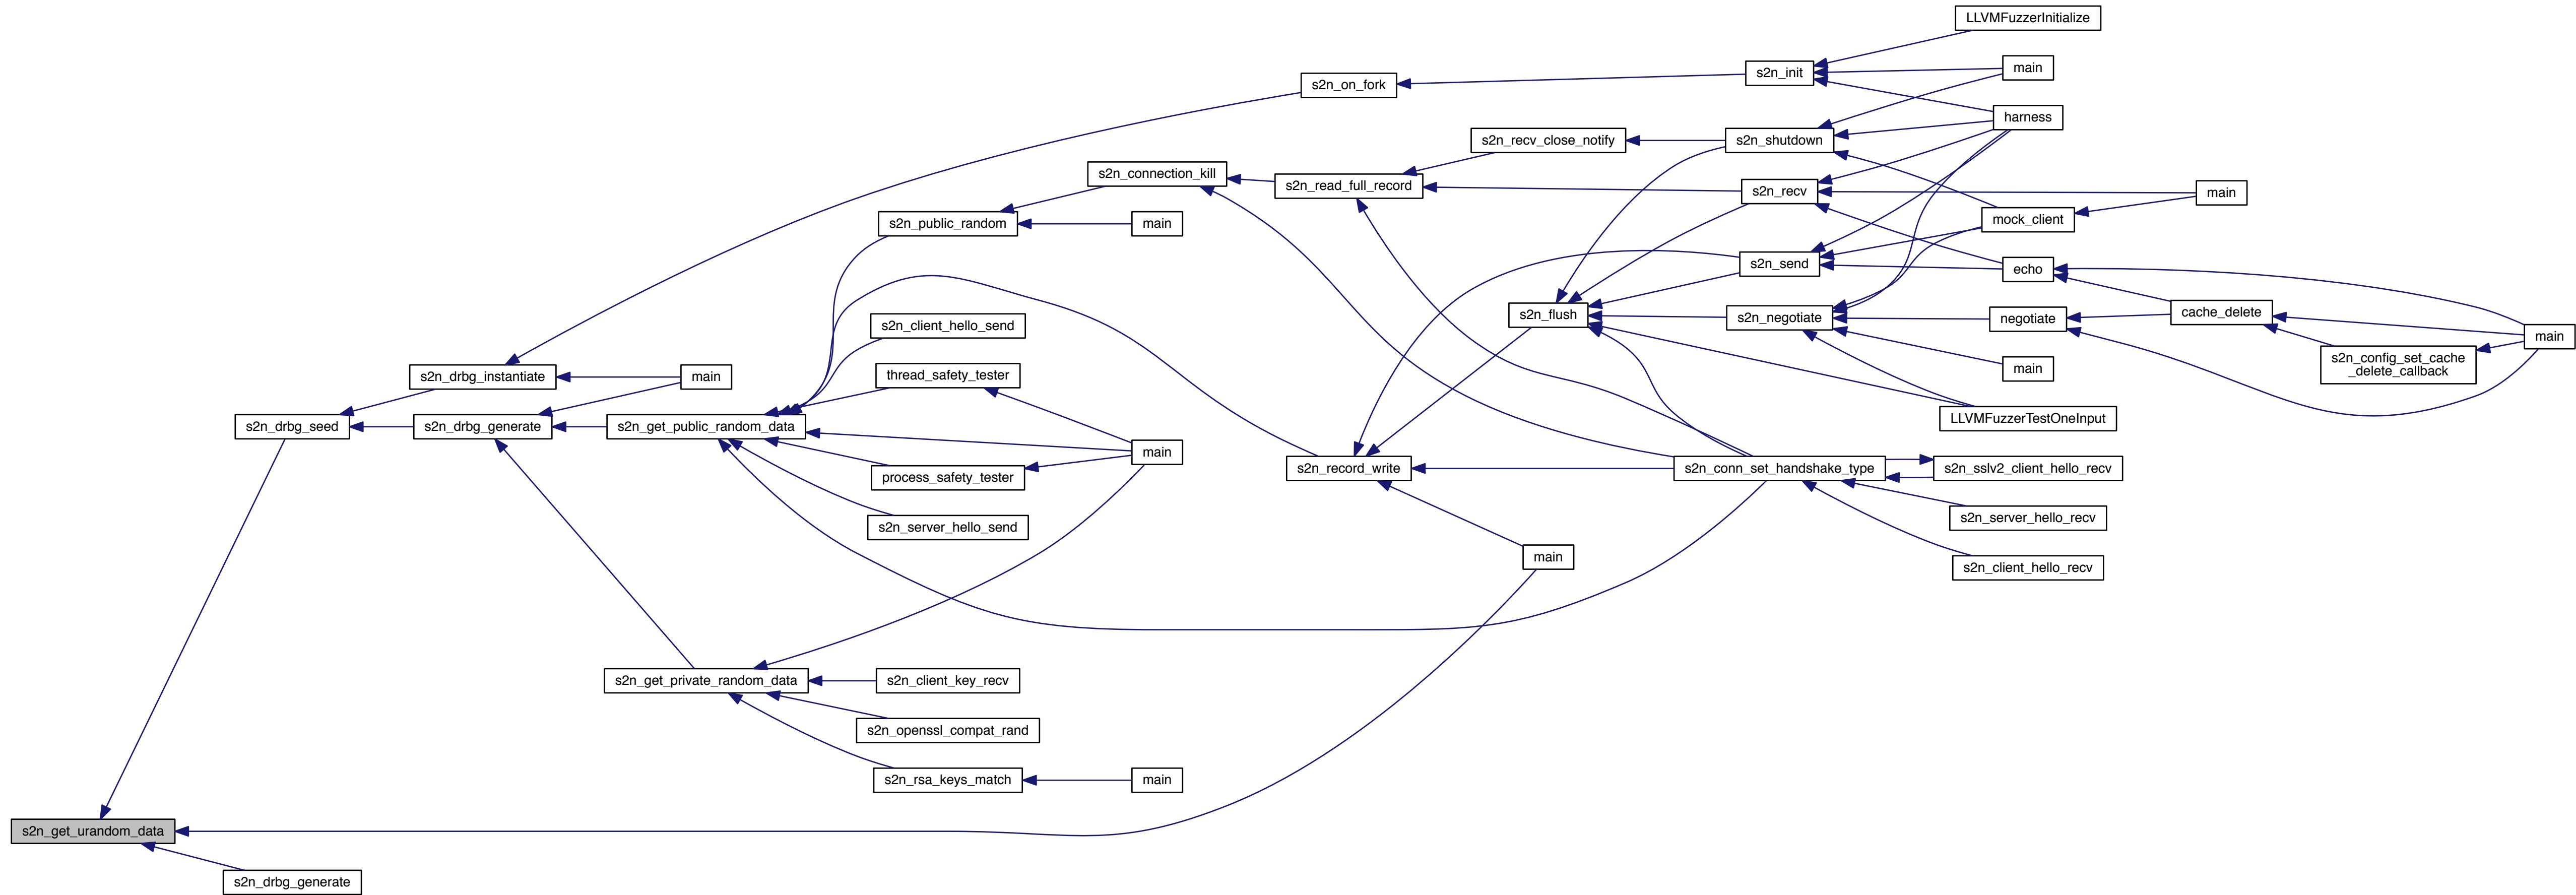 LLVMFuzzerInitialize
main
s2n_init
s2n_on_fork
harness
s2n_recv_close_notify
s2n_shutdown
s2n_connection_kill
s2n_read_full_record
s2n_recv
main
s2n_public_random
main
mock_client
s2n_send
echo
s2n_flush
s2n_negotiate
negotiate
cache_delete
s2n_client_hello_send
main
s2n_config_set_cache
_delete_callback
thread_safety_tester
main
s2n_drbg_instantiate
main
LLVMFuzzerTestOneInput
s2n_drbg_seed
s2n_drbg_generate
s2n_get_public_random_data
main
s2n_record_write
s2n_conn_set_handshake_type
s2n_sslv2_client_hello_recv
process_safety_tester
s2n_server_hello_recv
s2n_server_hello_send
main
s2n_client_hello_recv
s2n_get_private_random_data
s2n_client_key_recv
s2n_openssl_compat_rand
s2n_rsa_keys_match
main
s2n_get_urandom_data
s2n_drbg_generate